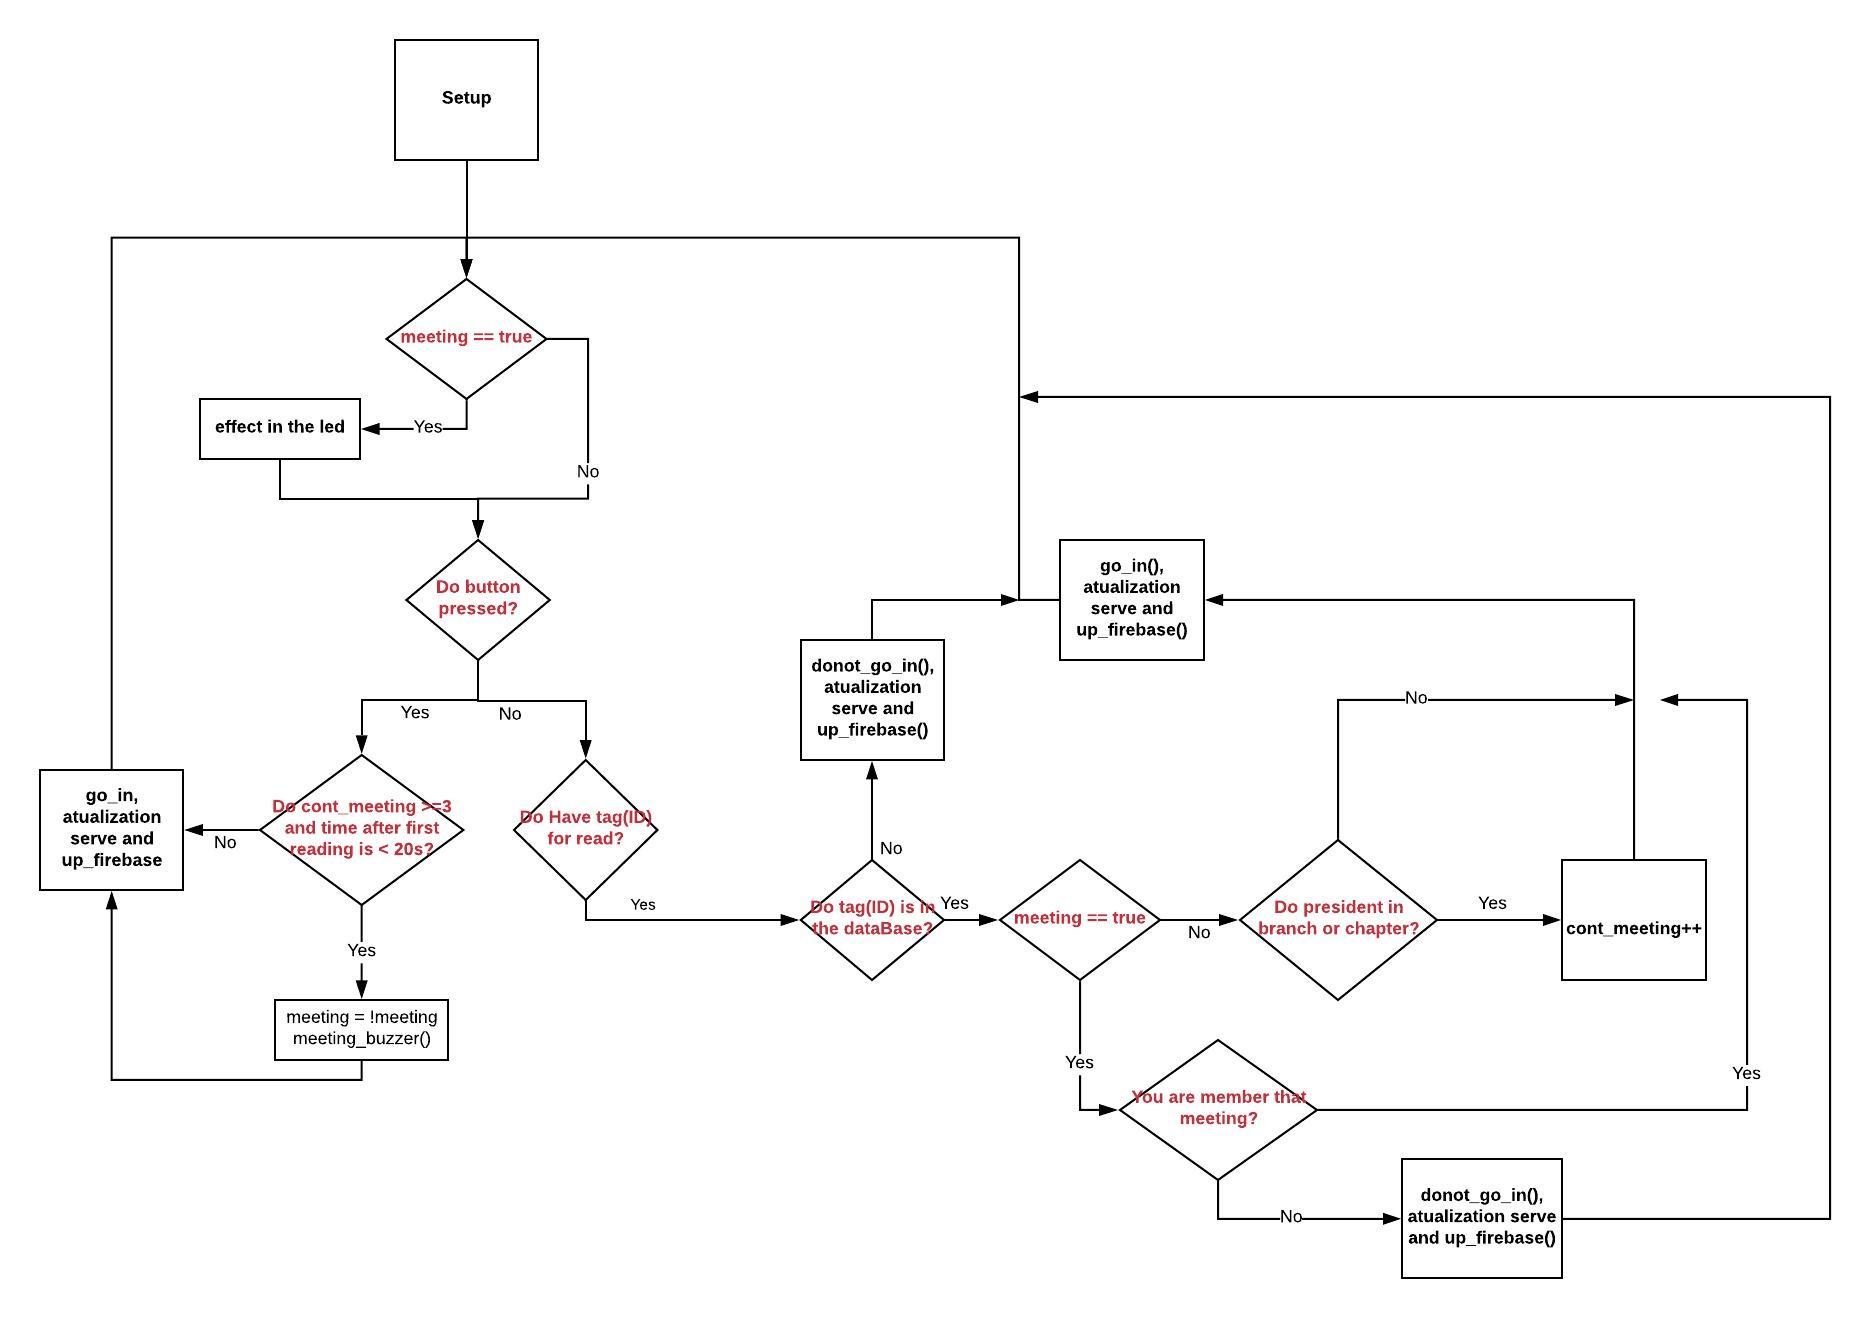 Setup
meeting == true
Yes
effect in the led
No
Do button
pressed?
Yes
No
go_in,
atualization
serve and
up_firebase
No
Do cont_meeting >=3
and time after first
reading is < 20s?
Yes
meeting = !meeting
meeting_buzzer()
Do Have tag(ID)
for read?
Yes
donot_go_in(),
atualization
serve and
up_firebase()
No
Do tag(ID) is in
the dataBase?
Yes
go_in(),
atualization
serve and
up_firebase()
meeting == true
No
Do president in
branch or chapter?
No
Yes
cont_meeting++
Yes
You are member that
meeting?
Yes
No
donot_go_in(),
atualization serve
and up_firebase()